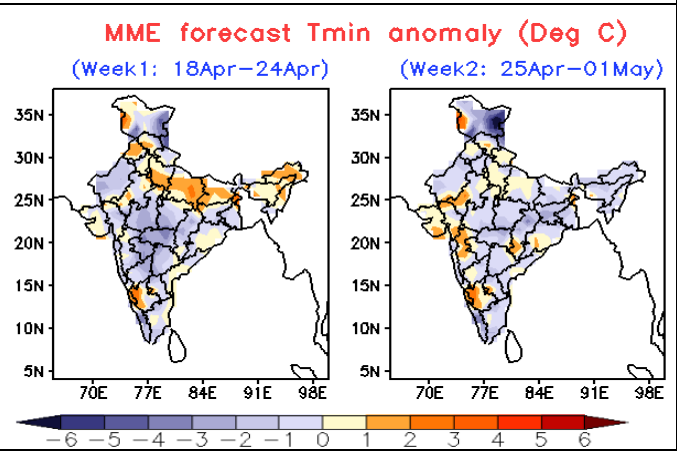 MME forecast Tmin anomaly (Deg C)
(Week1: 18Apr−24Apr)
(Week2: 25Apr−01May)
35N
30N
25N
20N
15N
10N
5N
70E 77E 84E 91E 98E
35N
30N
25N
20N
15N
10N
5N
70E 77E 84E 91E 98E
−6 −5 −4 −3 −2 −1 0 1 2 3 4 5 6